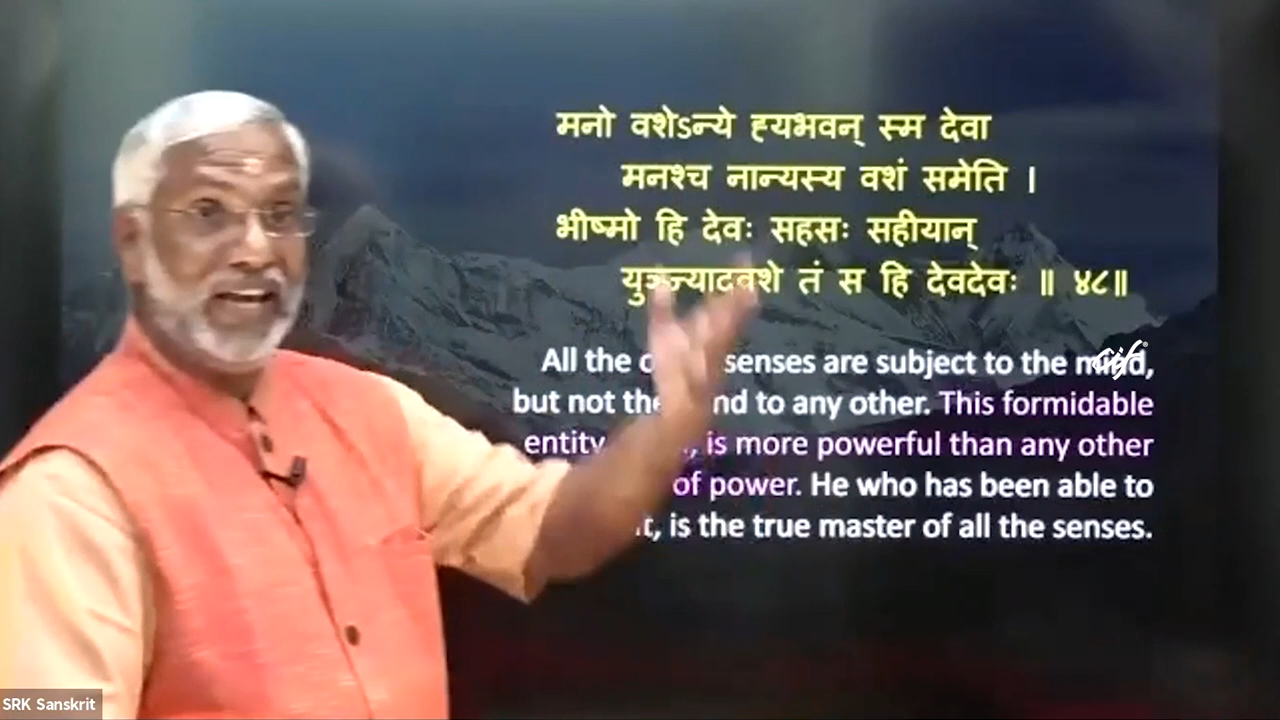 मनो वशेऽन्ये ह्यभवन् स्म देवा
मनश्च नान्यस्य वशं समेति ।
भीष्मो हि देवः सहसः सहीयान्
युञ्ज्याद्वशे तं स हि देवदेवः ॥ ४८॥
All the senses are subject to the mind,
but not the to any other. This formidable
entity is more powerful than any other
of power. He who has been able to
is the true master of all the senses.
SRK Sanskrit